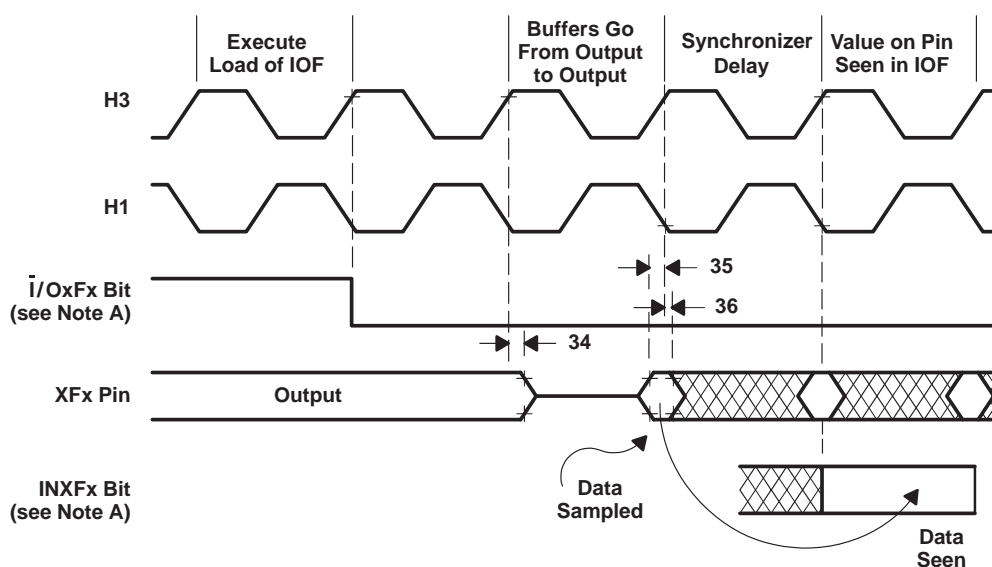 Execute
Load of IOF
Buffers Go
From Output
to Output
Synchronizer
Delay
Value on Pin
Seen in IOF
H3
H1
I̅/OxFx Bit
(see Note A)
35
36
34
XFx Pin
Output
INXFx Bit
(see Note A)
Data
Sampled
Data
Seen